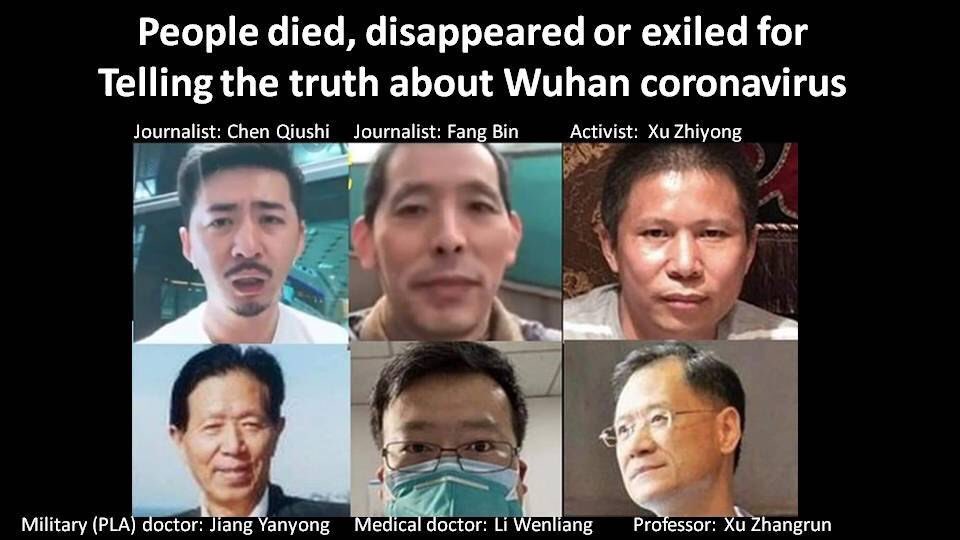 People died, disappeared or exiled for
Telling the truth about Wuhan coronavirus
Journalist: Chen Qiushi Journalist: Fang Bin Activist: Xu Zhiyong
Military (PLA) doctor: Jiang Yanyong Medical doctor: Li Wenliang Professor: Xu Zhangrun